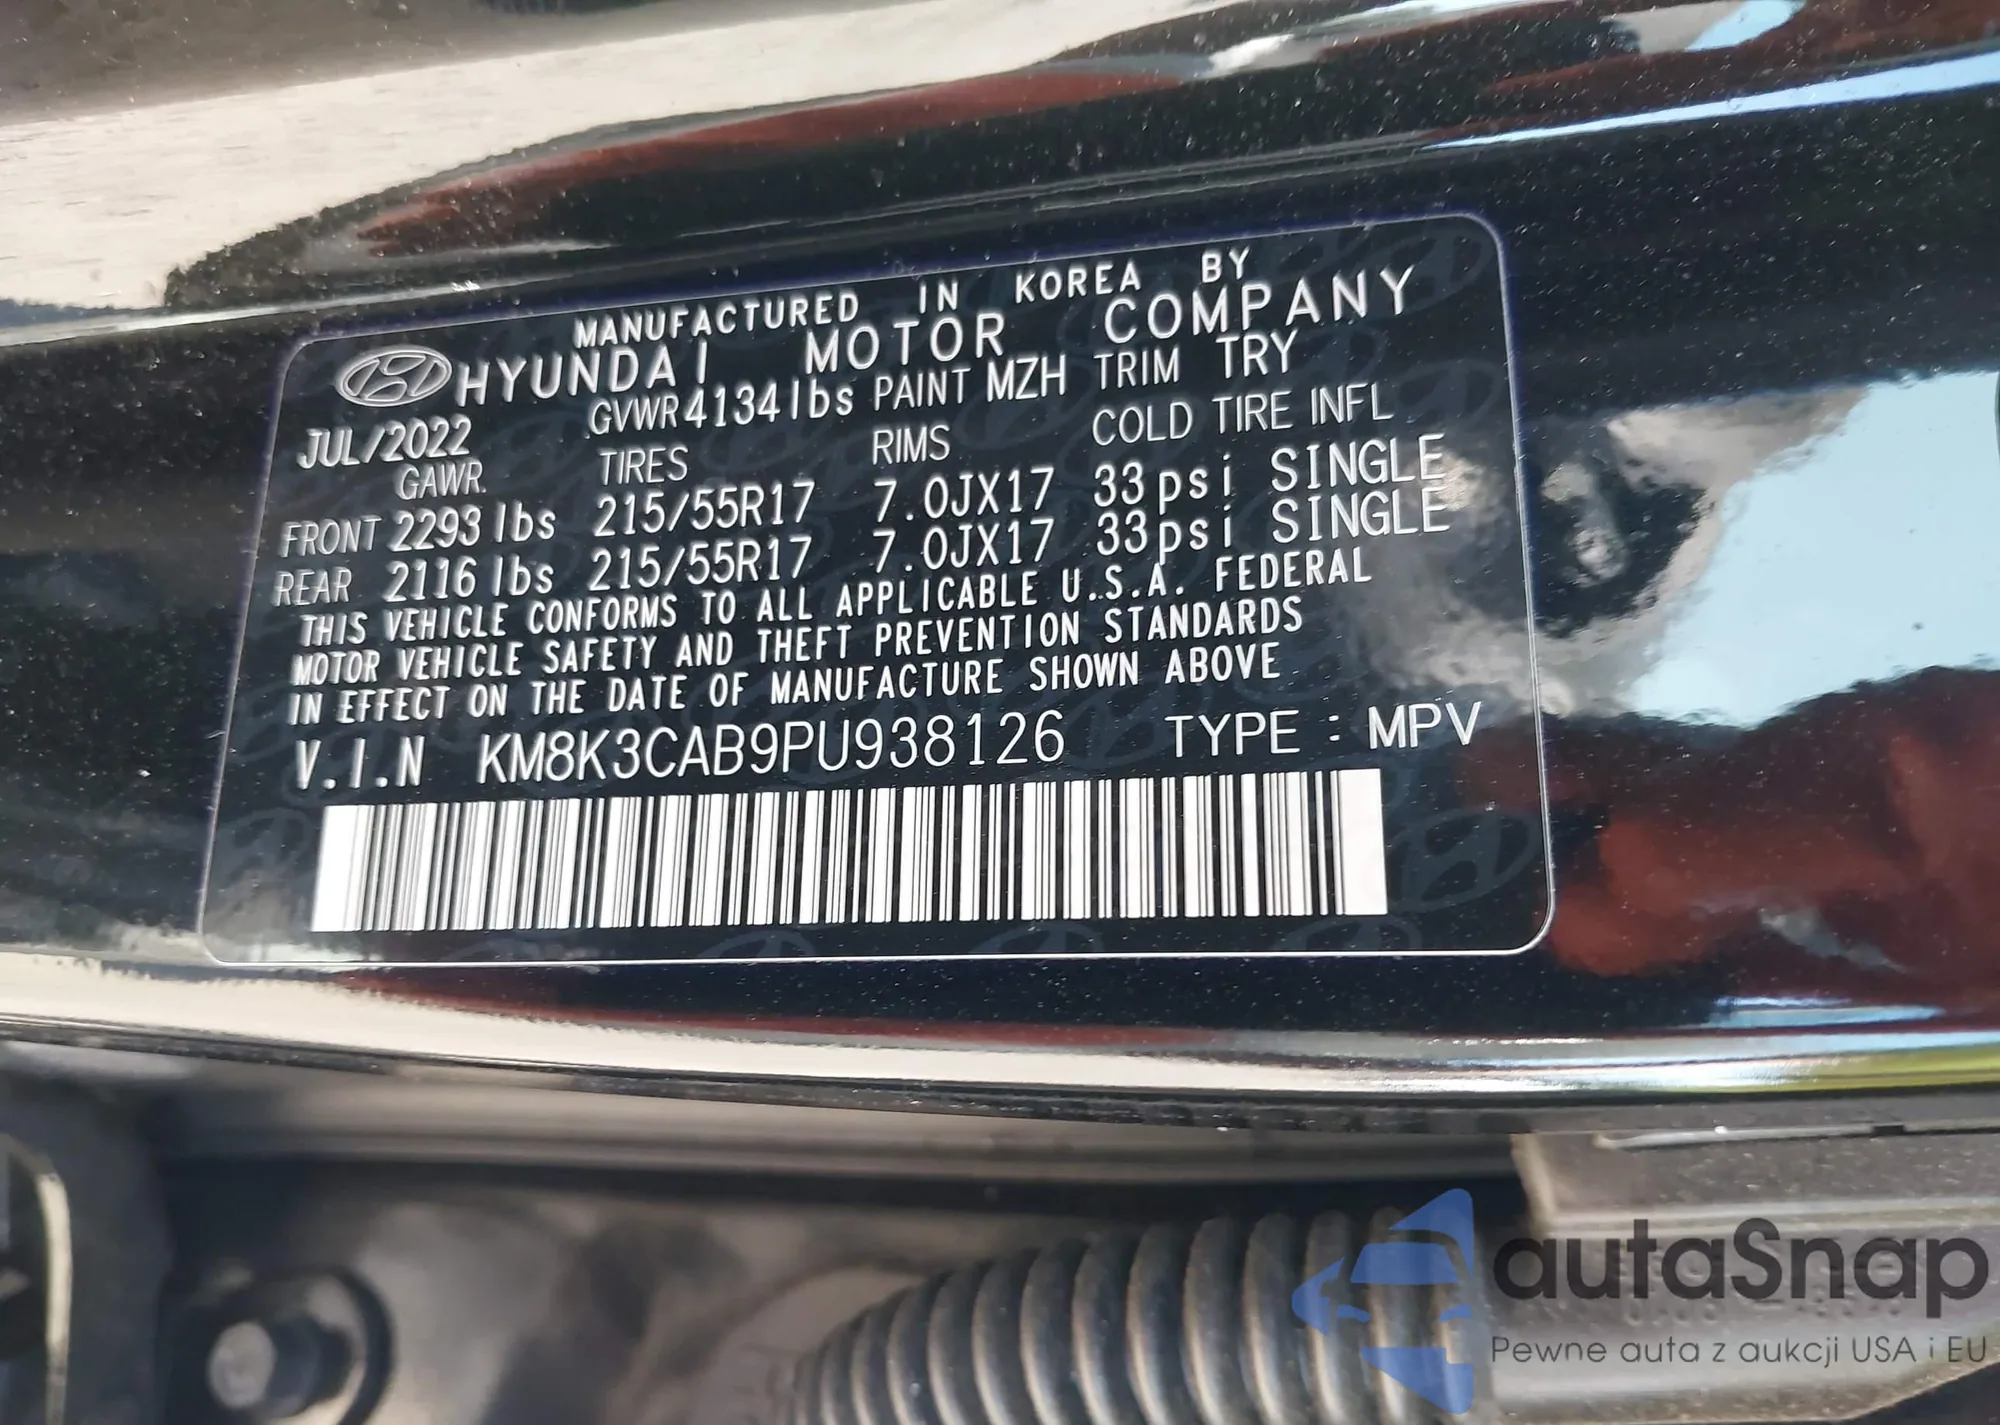 MANUFACTURED IN KOREA BY
HYUNDAI MOTOR COMPANY
JUL/2022 GVWR 4134lbs PAINT MZH TRIM TRY
GAWR TIRES RIMS COLD TIRE INFL
FRONT 2293 lbs 215/55R17 7.0JX17 33psi SINGLE
REAR 2116 lbs 215/55R17 7.0JX17 33psi SINGLE
THIS VEHICLE CONFORMS TO ALL APPLICABLE U.S.A. FEDERAL
MOTOR VEHICLE SAFETY AND THEFT PREVENTION STANDARDS
IN EFFECT ON THE DATE OF MANUFACTURE SHOWN ABOVE
V.I.N KM8K3CAB9PU938126 TYPE : MPV
autaSnap
Pewne auta z aukcji USA i EU